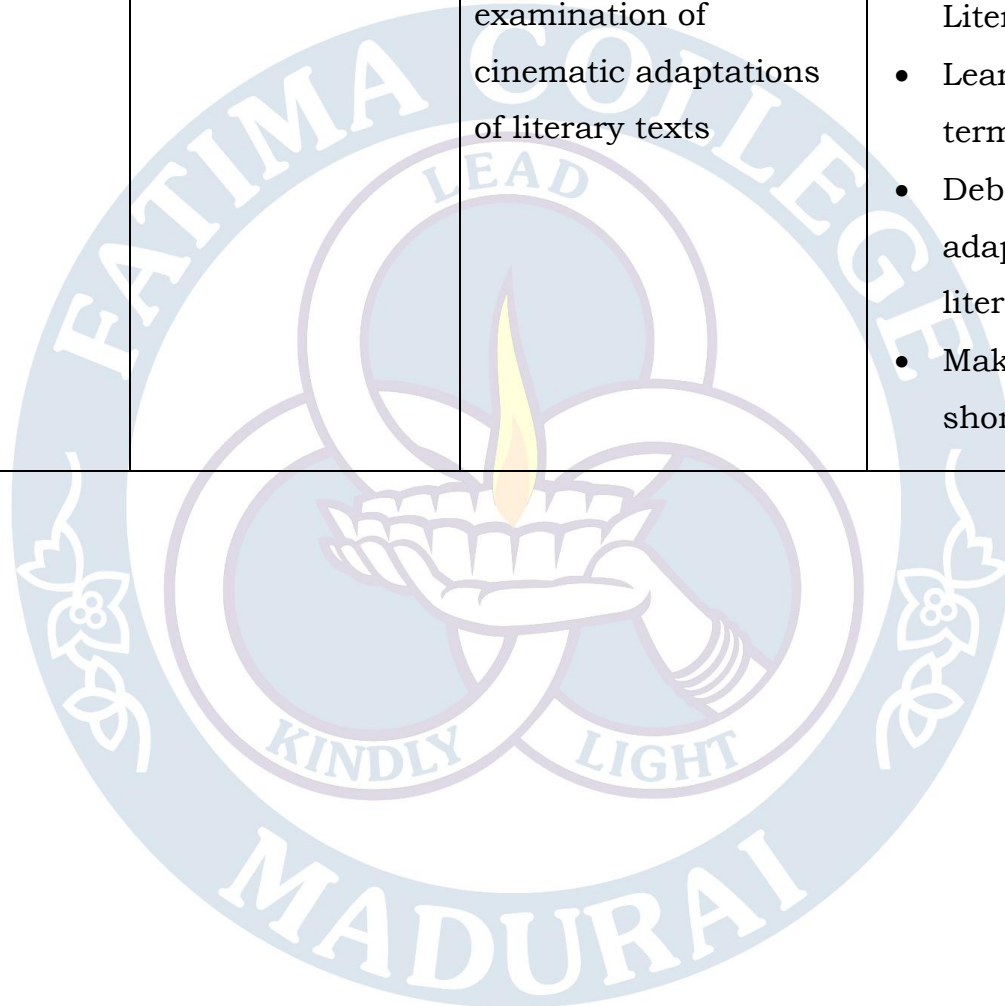 examination of
cinematic adaptations
of literary texts
• Lear
term
• Deb
adap
liter
• Mak
shor
FATIMA COLLEGE
LEAD
KINDLY
LIGHT
MADURAI